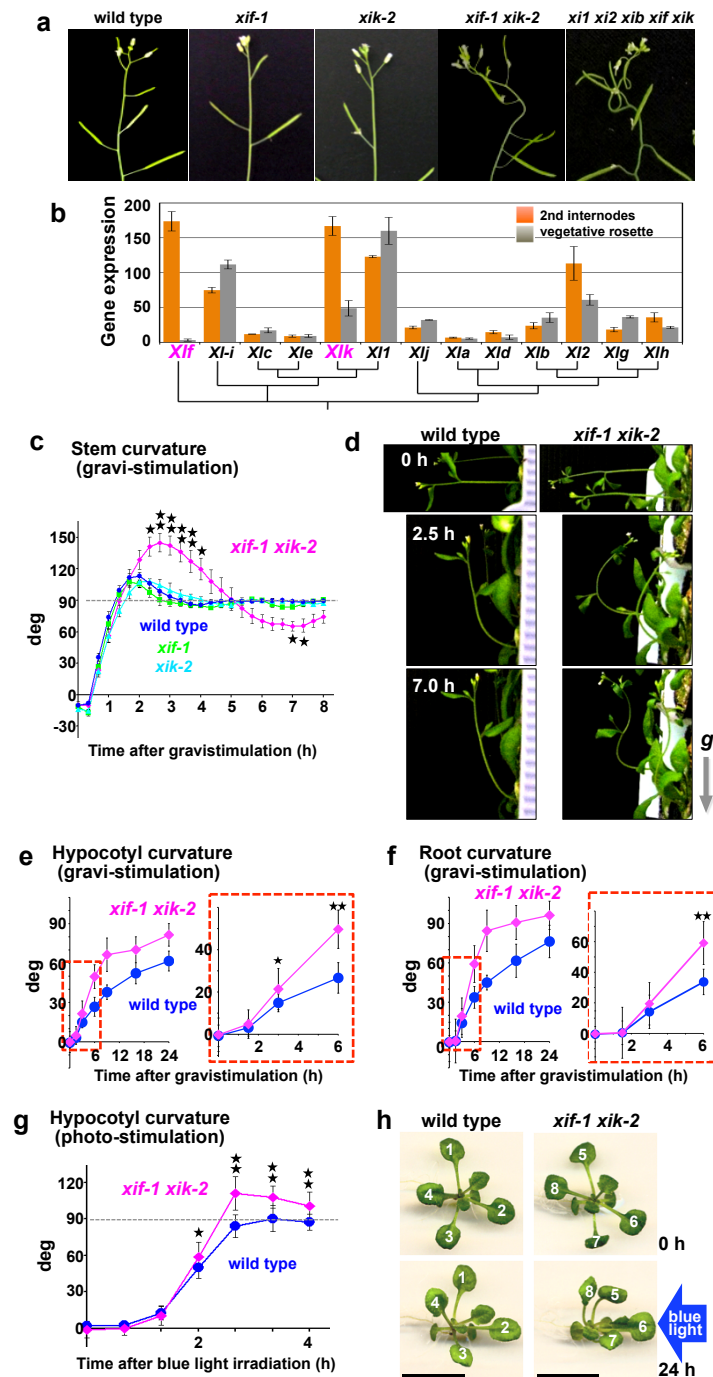 a
wild type xif-1 xik-2 xif-1 xik-2 xi1 xi2 xib xif xik
b
Gene expression
200
150
100
50
0
2nd internodes
vegetative rosette
XIf XI-i XIc XIe XIk XI1 XIj XIa XId XIb XI2 XIg XIh
c Stem curvature
(gravi-stimulation)
★★ ★★ ★★ ★★ ★★ ★
xif-1 xik-2
150
120
90
60
30
0
-30
deg
wild type
xif-1
xik-2
★★
1 2 3 4 5 6 7 8
Time after gravistimulation (h)
d
wild type xif-1 xik-2
0 h
2.5 h
7.0 h
g
e Hypocotyl curvature
(gravi-stimulation)
xif-1 xik-2
90
60
30
0
deg
wild type
6 12 18 24
40
20
0
★
★★
2 4 6
Time after gravistimulation (h)
f Root curvature
(gravi-stimulation)
xif-1 xik-2
90
60
30
0
deg
wild type
6 12 18 24
60
40
20
0
★★
2 4 6
Time after gravistimulation (h)
g Hypocotyl curvature
(photo-stimulation)
xif-1 xik-2
120
90
60
30
0
deg
★ ★★ ★★ ★★
wild type
2 4
Time after blue light irradiation (h)
h
wild type xif-1 xik-2
1 2 3 4
5 6 7 8
0 h
1 2 3 4
5 6 7 8
blue
light
24 h